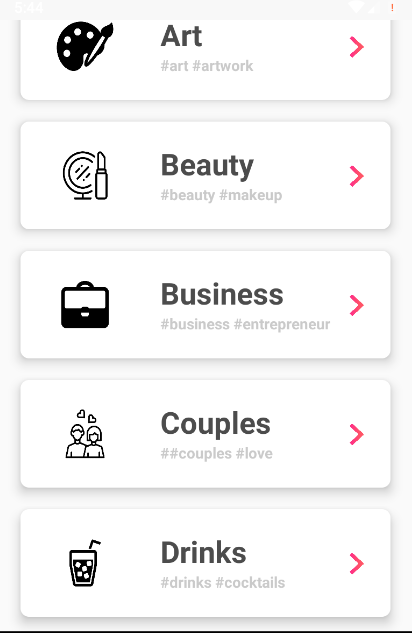 5:44
Art
#art #artwork
Beauty
#beauty #makeup
Business
#business #entrepreneur
Couples
##couples #love
Drinks
#drinks #cocktails